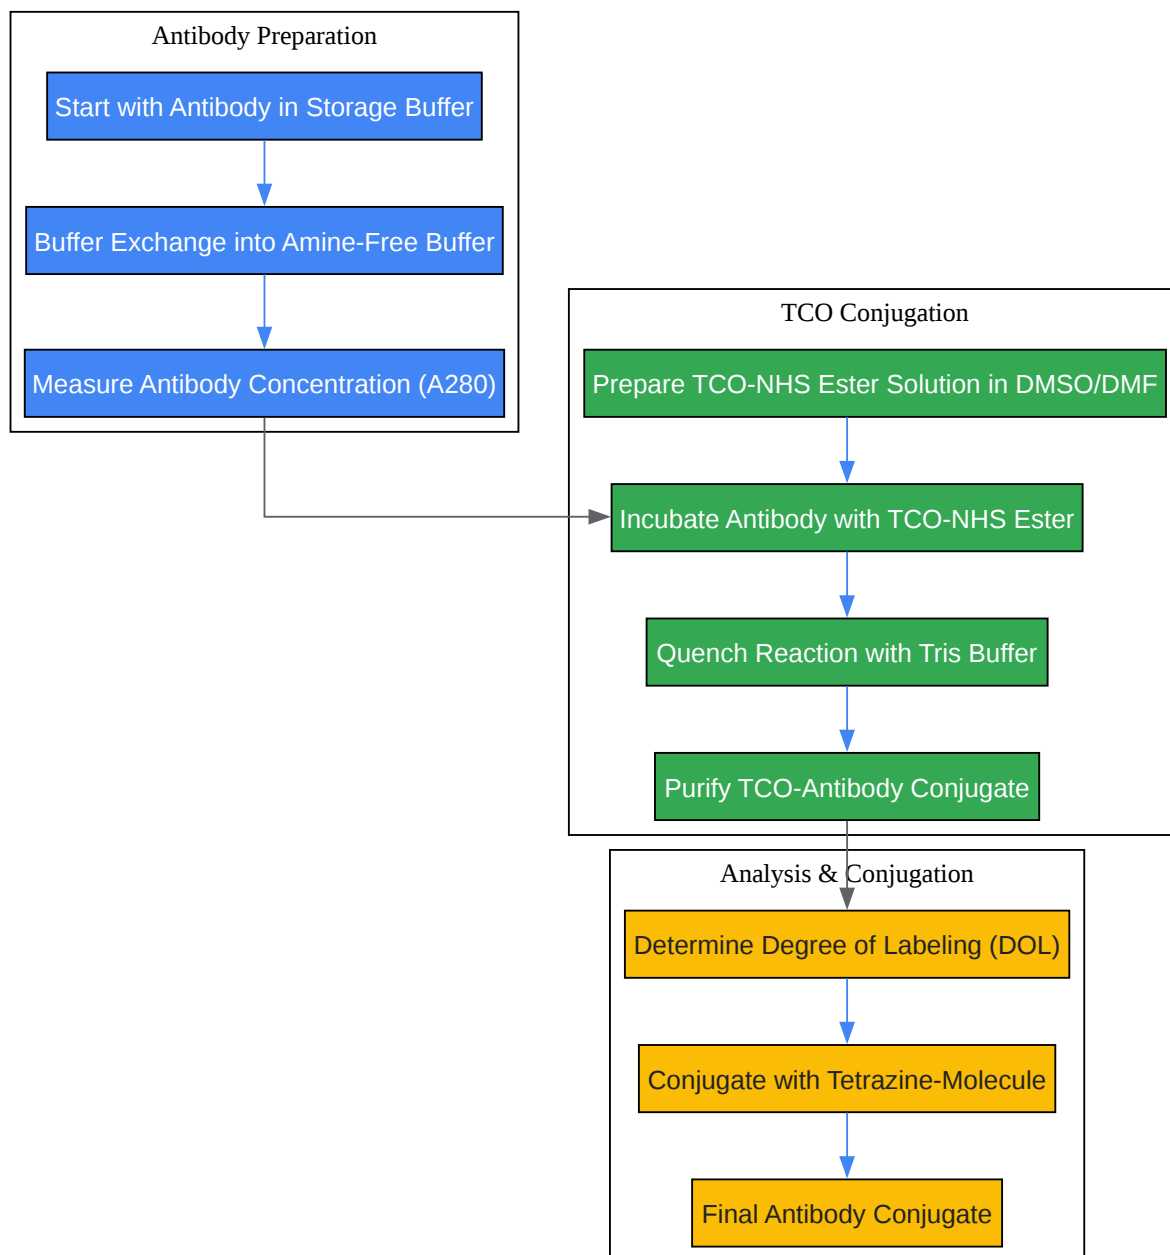 Antibody Preparation
Start with Antibody in Storage Buffer
Buffer Exchange into Amine-Free Buffer
Measure Antibody Concentration (A280)
TCO Conjugation
Prepare TCO-NHS Ester Solution in DMSO/DMF
Incubate Antibody with TCO-NHS Ester
Quench Reaction with Tris Buffer
Purify TCO-Antibody Conjugate
Analysis & Conjugation
Determine Degree of Labeling (DOL)
Conjugate with Tetrazine-Molecule
Final Antibody Conjugate